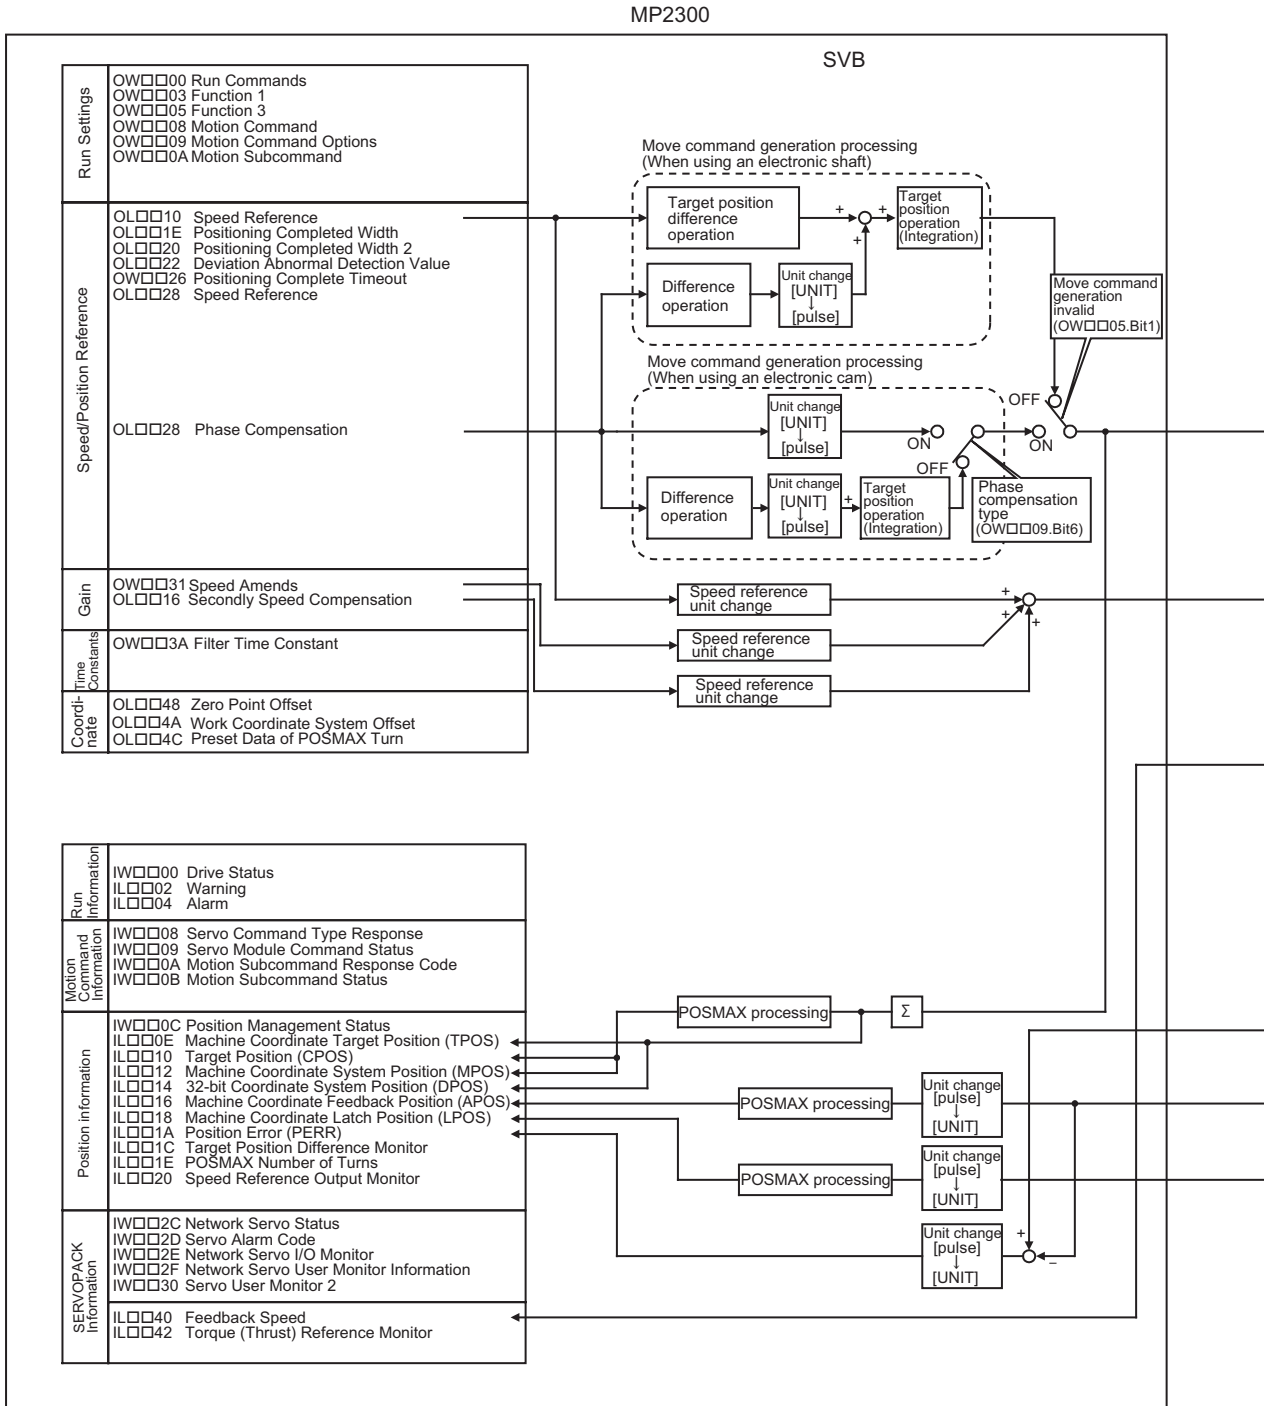 MP2300
SVB
Run Settings
OW□□00 Run Commands
OW□□03 Function 1
OW□□05 Function 3
OW□□08 Motion Command
OW□□09 Motion Command Options
OW□□0A Motion Subcommand
Speed/Position Reference
OL□□10 Speed Reference
OL□□1E Positioning Completed Width
OL□□20 Positioning Completed Width 2
OL□□22 Deviation Abnormal Detection Value
OW□□26 Positioning Complete Timeout
OL□□28 Speed Reference
OL□□28 Phase Compensation
Gain
OW□□31 Speed Amends
OL□□16 Secondly Speed Compensation
Time
Constants
OW□□3A Filter Time Constant
Coordi-
nate
OL□□48 Zero Point Offset
OL□□4A Work Coordinate System Offset
OL□□4C Preset Data of POSMAX Turn
Move command generation processing
(When using an electronic shaft)
Target position
difference
operation
+
+
+
Target
position
operation
(Integration)
Difference
operation
Unit change
[UNIT]
↓
[pulse]
Move command
generation
invalid
(OW□□05.Bit1)
Move command generation processing
(When using an electronic cam)
Unit change
[UNIT]
↓
[pulse]
ON
OFF
OFF
ON
Difference
operation
Unit change
[UNIT]
↓
[pulse]
+
Target
position
operation
(Integration)
Phase
compensation
type
(OW□□09.Bit6)
Speed reference
unit change
+
+
+
Speed reference
unit change
Speed reference
unit change
Run
Information
IW□□00 Drive Status
IL□□02 Warning
IL□□04 Alarm
Motion
Command
Information
IW□□08 Servo Command Type Response
IW□□09 Servo Module Command Status
IW□□0A Motion Subcommand Response Code
IW□□0B Motion Subcommand Status
Position information
IW□□0C Position Management Status
IL□□0E Machine Coordinate Target Position (TPOS)
IL□□10 Target Position (CPOS)
IL□□12 Machine Coordinate System Position (MPOS)
IL□□14 32-bit Coordinate System Position (DPOS)
IL□□16 Machine Coordinate Feedback Position (APOS)
IL□□18 Machine Coordinate Latch Position (LPOS)
IL□□1A Position Error (PERR)
IL□□1C Target Position Difference Monitor
IL□□1E POSMAX Number of Turns
IL□□20 Speed Reference Output Monitor
SERVOPACK
Information
IW□□2C Network Servo Status
IW□□2D Servo Alarm Code
IW□□2E Network Servo I/O Monitor
IW□□2F Network Servo User Monitor Information
IW□□30 Servo User Monitor 2
IL□□40 Feedback Speed
IL□□42 Torque (Thrust) Reference Monitor
POSMAX processing
Σ
POSMAX processing
Unit change
[pulse]
↓
[UNIT]
POSMAX processing
Unit change
[pulse]
↓
[UNIT]
Unit change
[pulse]
↓
[UNIT]
+
−